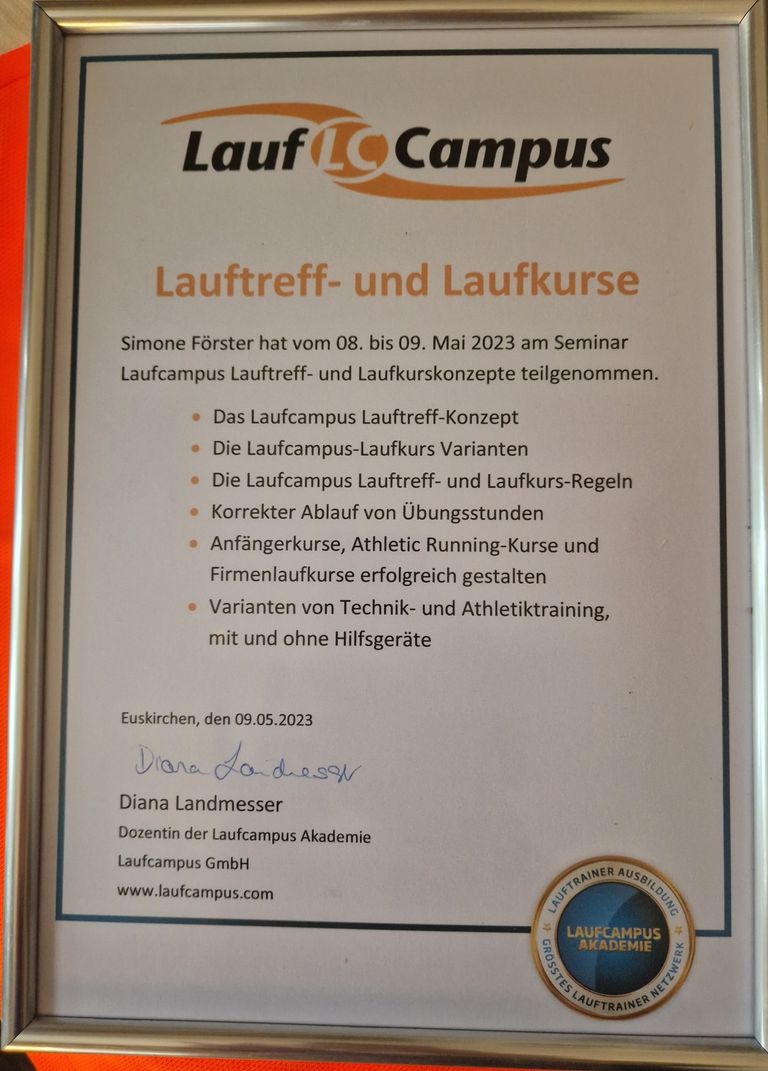 Lauf LC Campus
Lauftreff- und Laufkurse
Simone Förster hat vom 08. bis 09. Mai 2023 am Seminar
Laufcampus Lauftreff- und Laufkurskonzepte teilgenommen.
• Das Laufcampus Lauftreff-Konzept
• Die Laufcampus-Laufkurs Varianten
• Die Laufcampus Lauftreff- und Laufkurs-Regeln
• Korrekter Ablauf von Übungsstunden
• Anfängerkurse, Athletic Running-Kurse und
Firmenlaufkurse erfolgreich gestalten
• Varianten von Technik- und Athletiktraining,
mit und ohne Hilfsgeräte
Euskirchen, den 09.05.2023
Diana Landmesser
Diana Landmesser
Dozentin der Laufcampus Akademie
Laufcampus GmbH
www.laufcampus.com
LAUFTRAINER AUSBILDUNG
LAUFCAMPUS
AKADEMIE
GRÖSSTES LAUFTRAINER NETZWERK